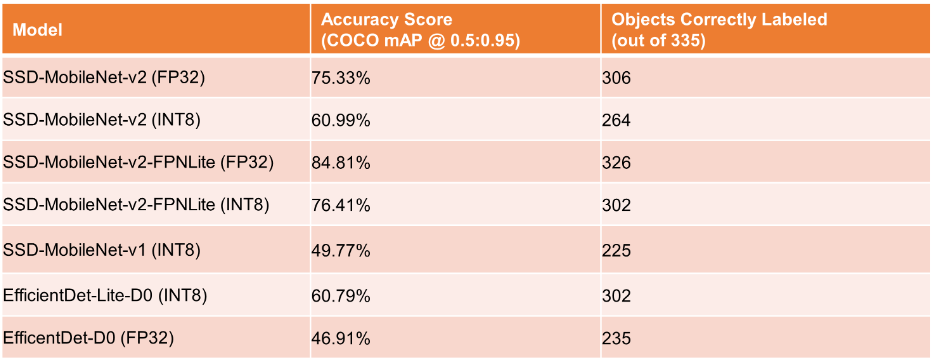 Model
Accuracy Score
(COCO mAP @ 0.5:0.95)
Objects Correctly Labeled
(out of 335)
SSD-MobileNet-v2 (FP32) 75.33% 306
SSD-MobileNet-v2 (INT8) 60.99% 264
SSD-MobileNet-v2-FPNLite (FP32) 84.81% 326
SSD-MobileNet-v2-FPNLite (INT8) 76.41% 302
SSD-MobileNet-v1 (INT8) 49.77% 225
EfficientDet-Lite-D0 (INT8) 60.79% 302
EfficentDet-D0 (FP32) 46.91% 235